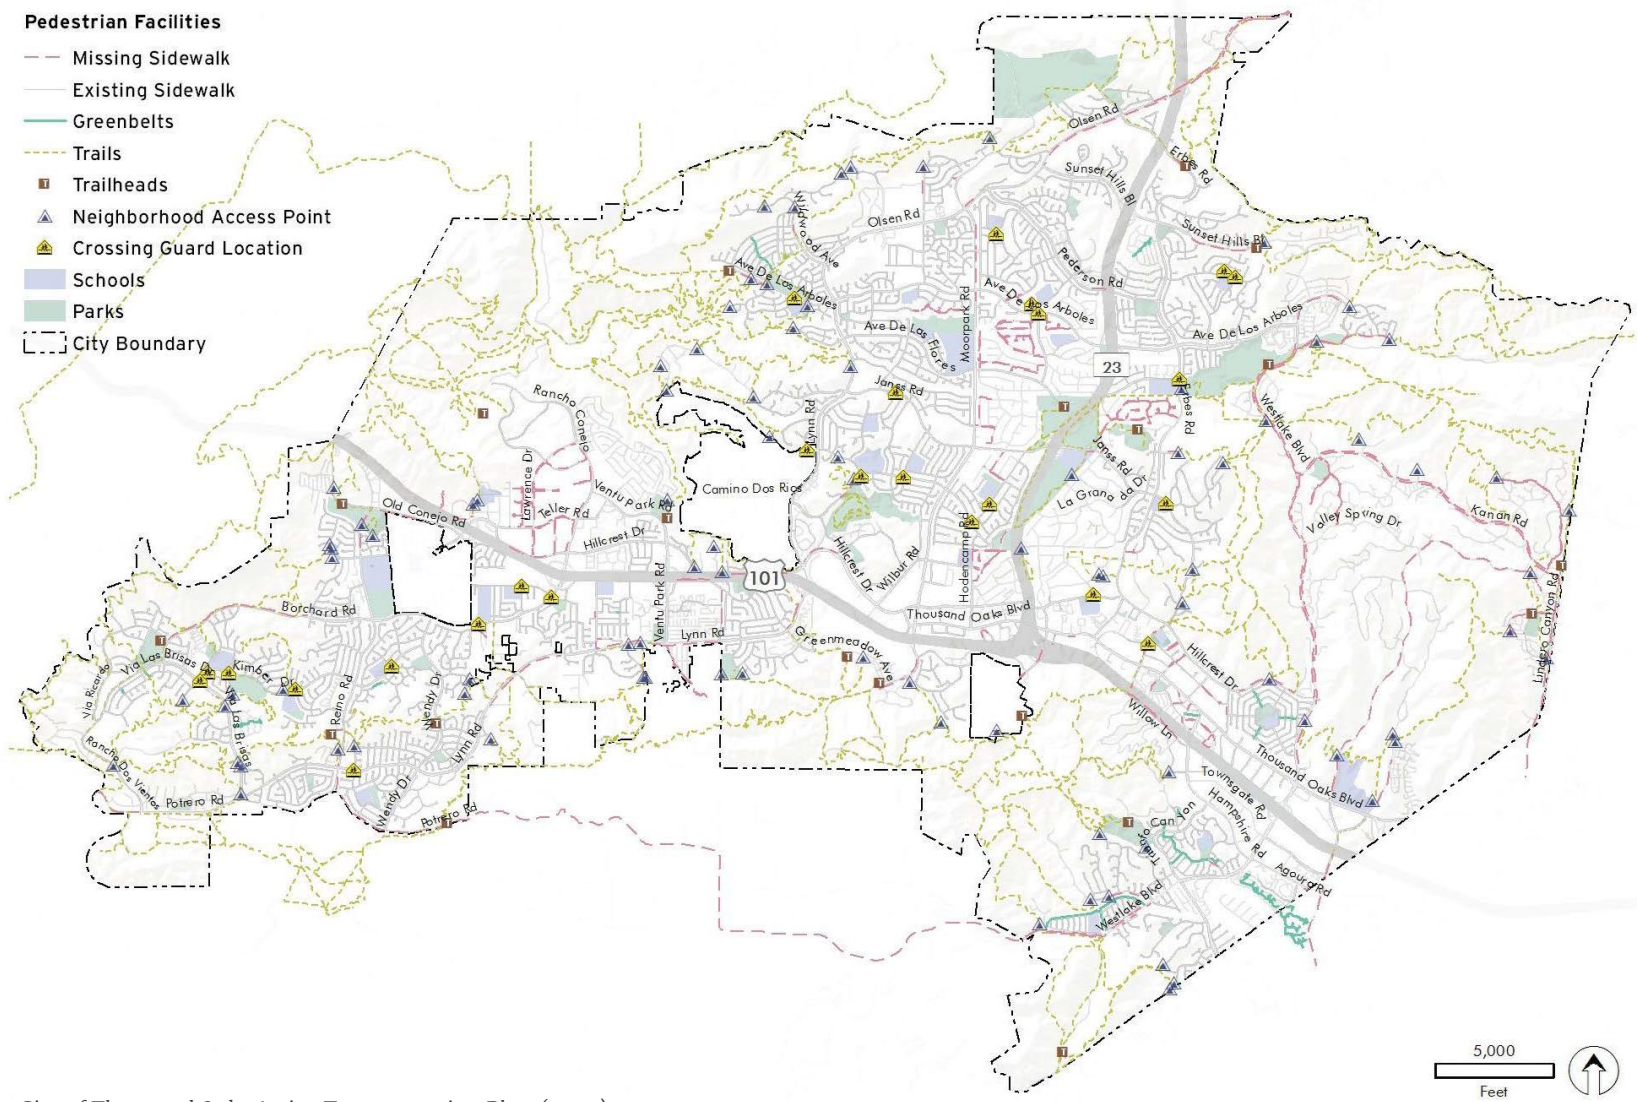 Pedestrian Facilities
Missing Sidewalk
Existing Sidewalk
Greenbelts
Trails
T Trailheads
Neighborhood Access Point
Crossing Guard Location
Schools
Parks
City Boundary
Olsen Rd
Erbes Rd
Sunset Hills Bl
Wildwood Ave
Olsen Rd
Sunset Hills Bl
Pederson Rd
Ave De Los Arboles
Ave De Los Arboles
Moorpark Rd
Ave De Los Arboles
Ave De Las Flores
23
Janss Rd
Rancho Conejo
Erbes Rd
Westlake Blvd
Lynn Rd
Janss Rd
Lawrence Dr
Ventu Park Rd
Camino Dos Rios
La Granada Dr
Old Conejo Rd
Teller Rd
Kanan Rd
Valley Spring Dr
Hillcrest Dr
Hodencamp Rd
Hillcrest Dr
Wilbur Rd
101
Borchard Rd
Ventu Park Rd
Thousand Oaks Blvd
Lindero Canyon Rd
Lynn Rd
Greenmeadow Ave
Via Las Brisas D
Kimber Dr
Hillcrest Dr
Via Ricardo
Reino Rd
Wendy Dr
Via Las Brisas
Willow Ln
Lynn Rd
Rancho Dos Vientos
Thousand Oaks Blvd
Townsgate Rd
Potrero Rd
Wendy Dr
Potrero Rd
Hampshire Rd
Canyon
Agoura Rd
Westlake Blvd
5,000
Feet